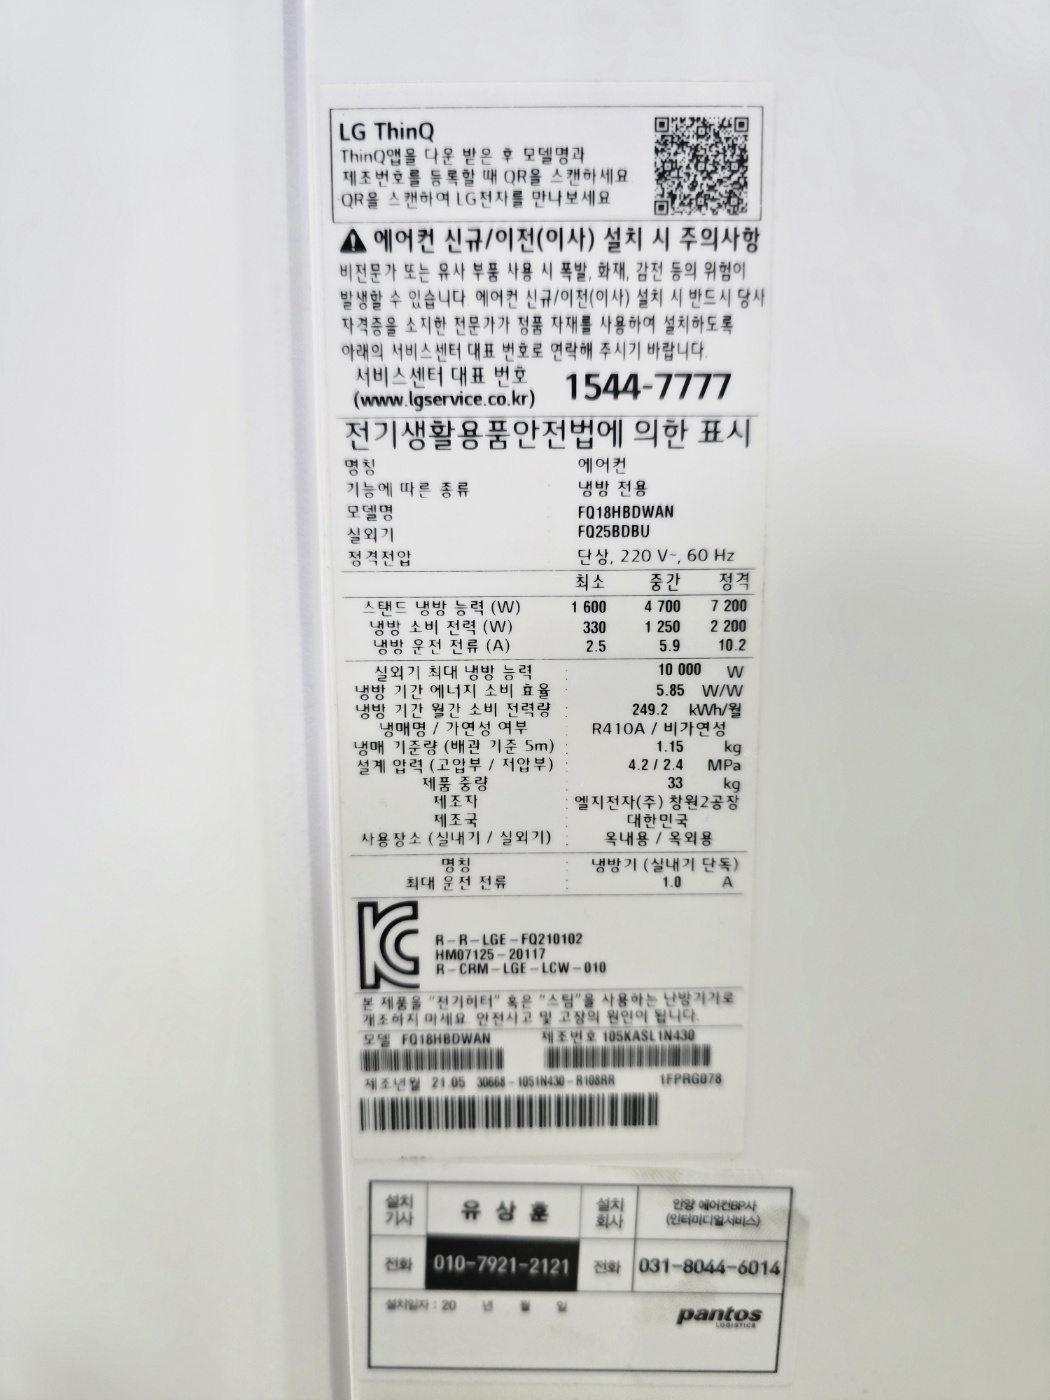 LG ThinQ
ThinQ앱을 다운 받은 후 모델명과
제조번호를 등록할 때 QR을 스캔하세요
QR을 스캔하여 LG전자를 만나보세요
에어컨 신규/이전(이사) 설치 시 주의사항
비전문가 또는 유사 부품 사용 시 폭발, 화재, 감전 등의 위험이
발생할 수 있습니다. 에어컨 신규/이전(이사) 설치 시 반드시 당사
자격증을 소지한 전문가가 정품 자재를 사용하여 설치하도록
아래의 서비스센터 대표 번호로 연락해 주시기 바랍니다.
서비스센터 대표 번호 1544-7777
(www.lgservice.co.kr)
전기생활용품안전법에 의한 표시
명칭 에어컨
기능에 따른 종류 냉방 전용
모델명 FQ18HBDWAN
실외기 FQ25BDBU
정격전압 단상, 220 V~, 60 Hz
최소 중간 정격
스탠드 냉방 능력 (W) 1 600 4 700 7 200
냉방 소비 전력 (W) 330 1 250 2 200
냉방 운전 전류 (A) 2.5 5.9 10.2
실외기 최대 냉방 능력 : 10 000 W
냉방 기간 에너지 소비 효율 : 5.85 W/W
냉방 기간 월간 소비 전력량 : 249.2 kWh/월
냉매명 / 가연성 여부 : R410A / 비가연성
냉매 기준량 (배관 기준 5m) : 1.15 kg
설계 압력 (고압부 / 저압부) : 4.2 / 2.4 MPa
제품 중량 : 33 kg
제조자 : 엘지전자(주) 창원2공장
제조국 : 대한민국
사용장소 (실내기 / 실외기) : 옥내용 / 옥외용
명칭 : 냉방기 (실내기 단독)
최대 운전 전류 : 1.0 A
R-R-LGE-FQ210102
HM07125-20117
R-CRM-LGE-LCW-010
본 제품을 "전기히터" 혹은 "스팀"을 사용하는 난방기기로
개조하지 마세요. 안전사고 및 고장의 원인이 됩니다.
모델 FQ18HBDWAN 제조번호 105KASL1N430
제조년월 21.05 30668-1051N430-R108RR 1FPRG078
설치기사 유상훈 설치회사 안양 에어컨BP사
(인터미디얼서비스)
전화 010-7921-2121 전화 031-8044-6014
설치일자 : 20 년 월 일
pantos
LOGISTICS